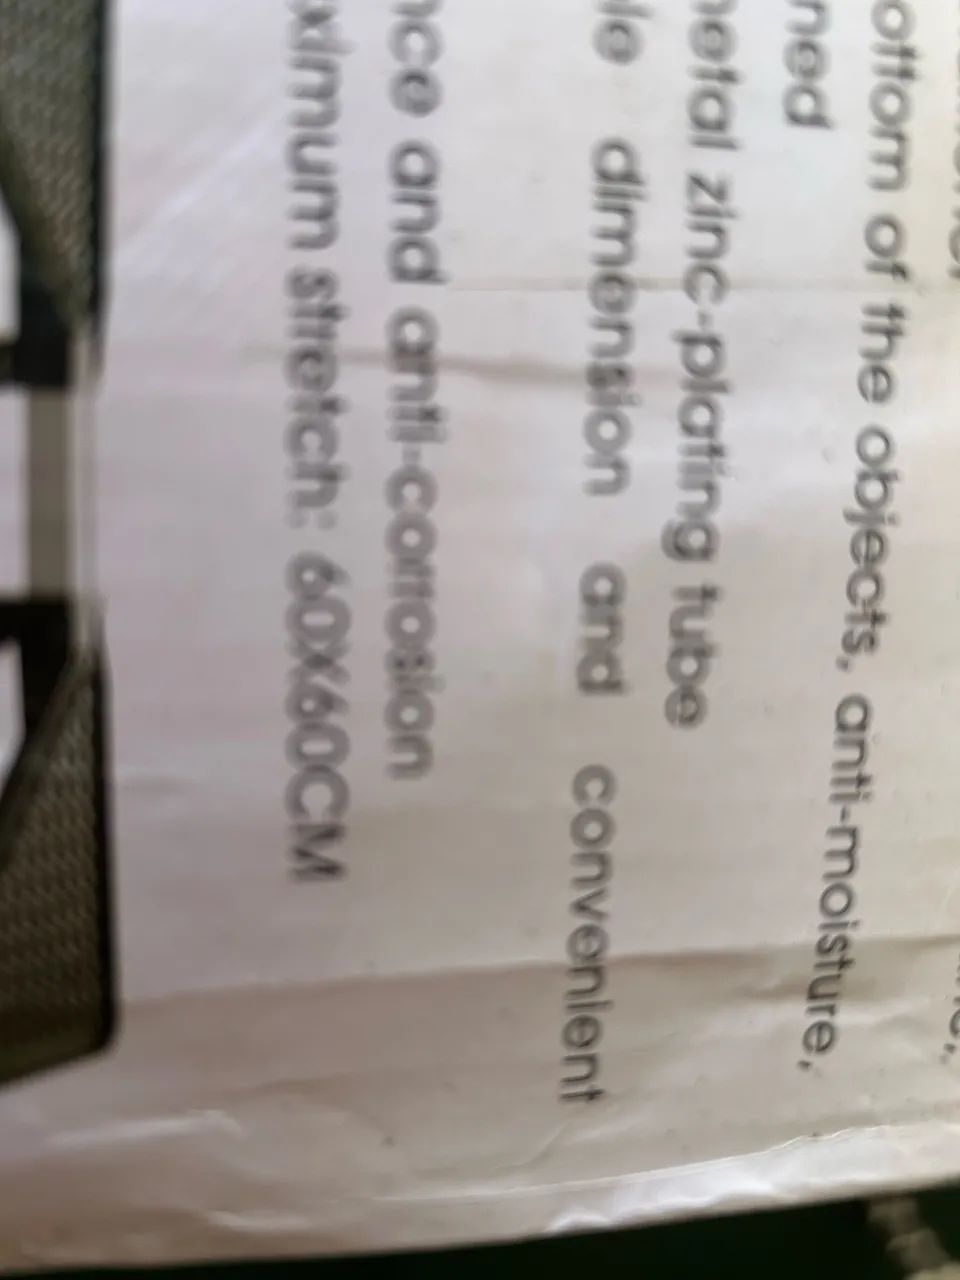 ottom of the objects, anti-moisture,
ned
netal zinc-plating tube
le dimension and convenient
nce and anti-corrosion
ximum stretch: 60X60CM